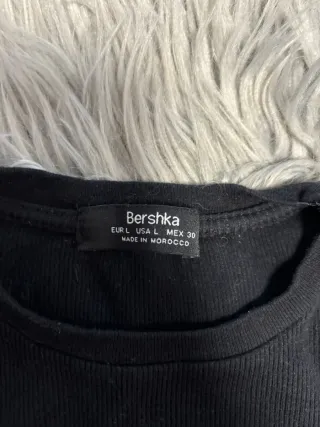 Bershka
EUR L USA L MEX 30
MADE IN MOROCCO